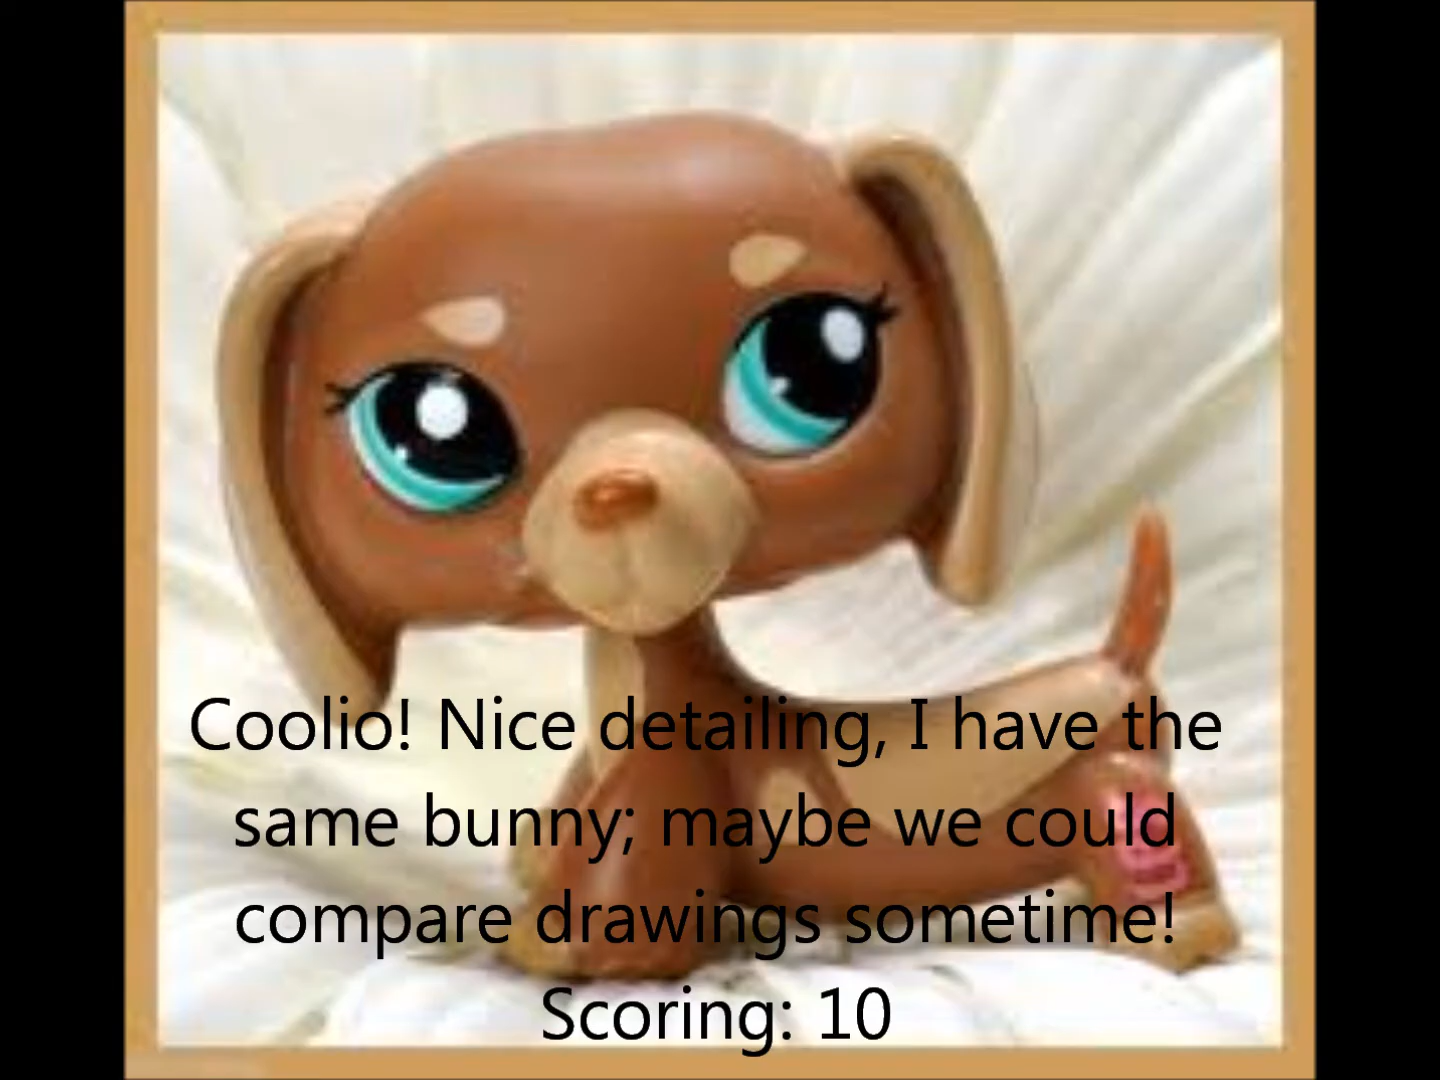 Coolio! Nice detailing, I have the
same bunny; maybe we could
compare drawings sometime!
Scoring: 10